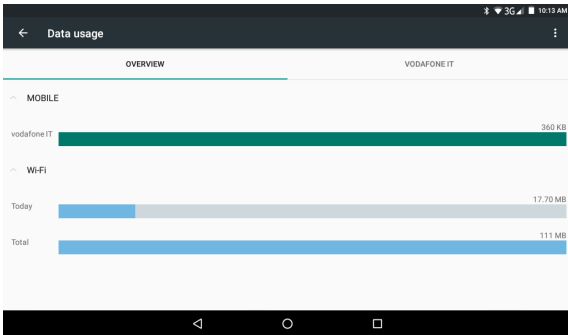 3G 10:13 AM
Data usage
OVERVIEW VODAFONE IT
MOBILE
360 KB
vodafone IT
Wi-Fi
17.70 MB
Today
111 MB
Total